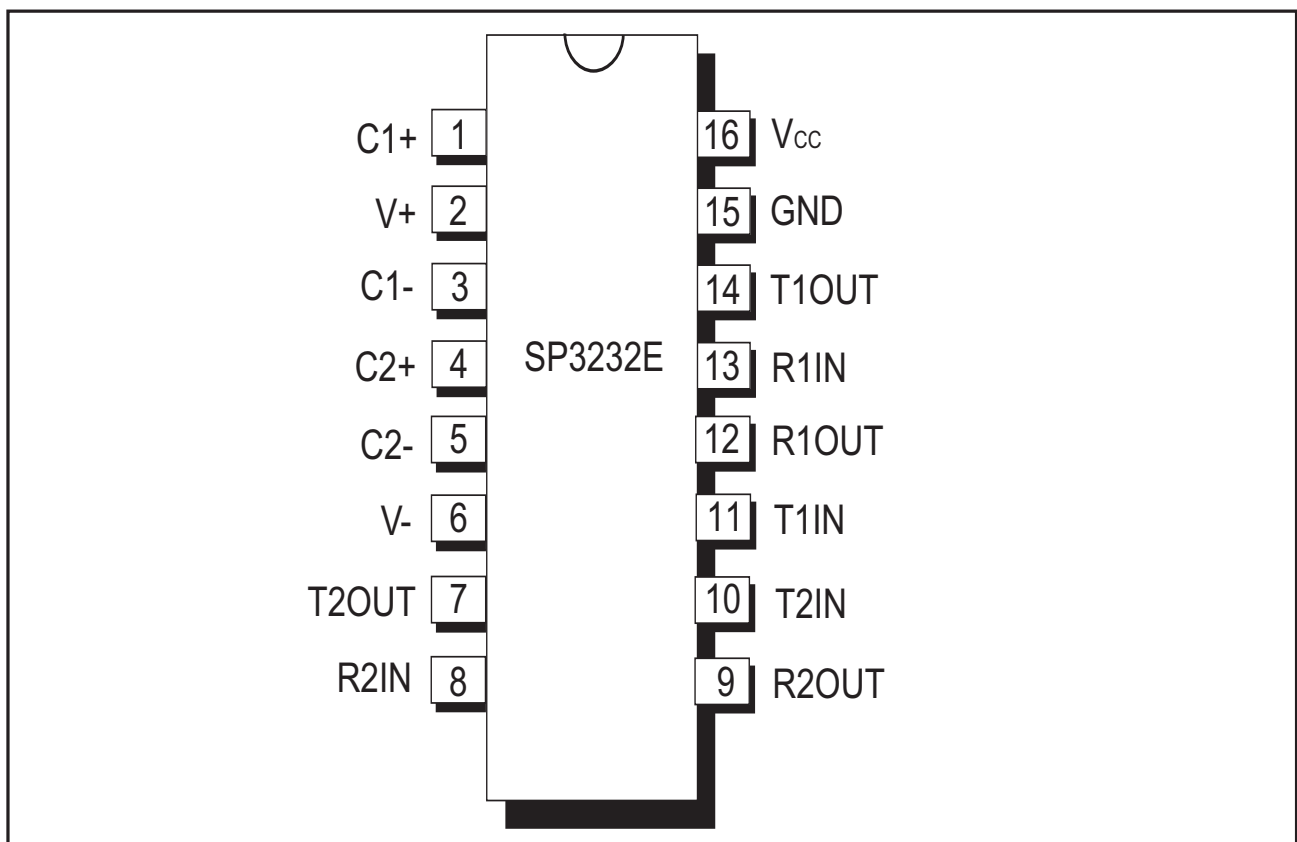 C1+ 1 16 Vcc
V+ 2 15 GND
C1- 3 14 T1OUT
C2+ 4 SP3232E 13 R1IN
C2- 5 12 R1OUT
V- 6 11 T1IN
T2OUT 7 10 T2IN
R2IN 8 9 R2OUT